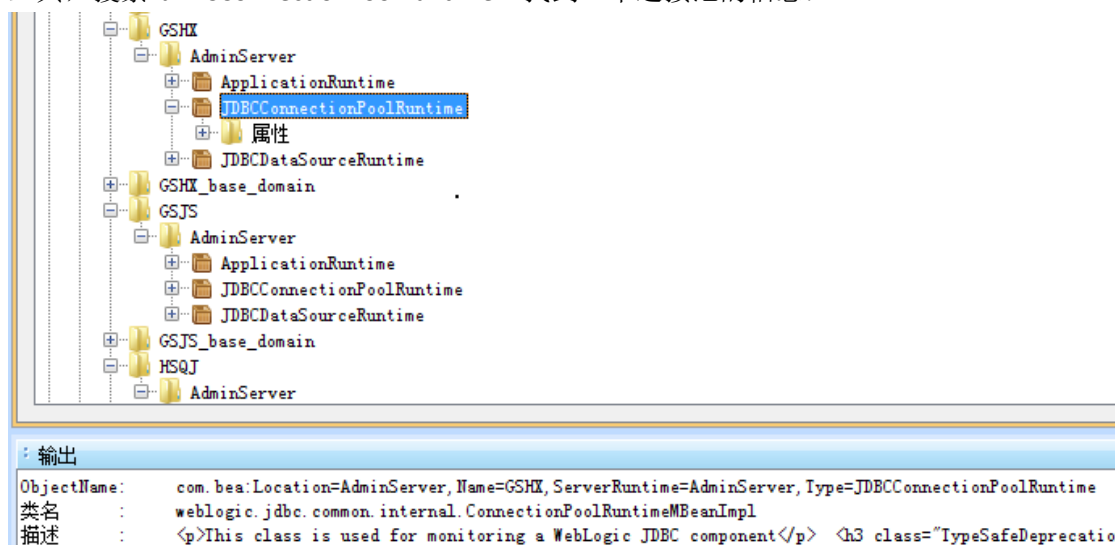 GSHX
AdminServer
ApplicationRuntime
JDBCConnectionPoolRuntime
属性
JDBCDataSourceRuntime
GSHX_base_domain
GSJS
AdminServer
ApplicationRuntime
JDBCConnectionPoolRuntime
JDBCDataSourceRuntime
GSJS_base_domain
HSQJ
AdminServer
输出
ObjectName: com.bea:Location=AdminServer,Name=GSHX,ServerRuntime=AdminServer,Type=JDBCConnectionPoolRuntime
类名 : weblogic.jdbc.common.internal.ConnectionPoolRuntimeMBeanImpl
描述 : <p>This class is used for monitoring a WebLogic JDBC component</p> <h3 class="TypeSafeDeprecatio